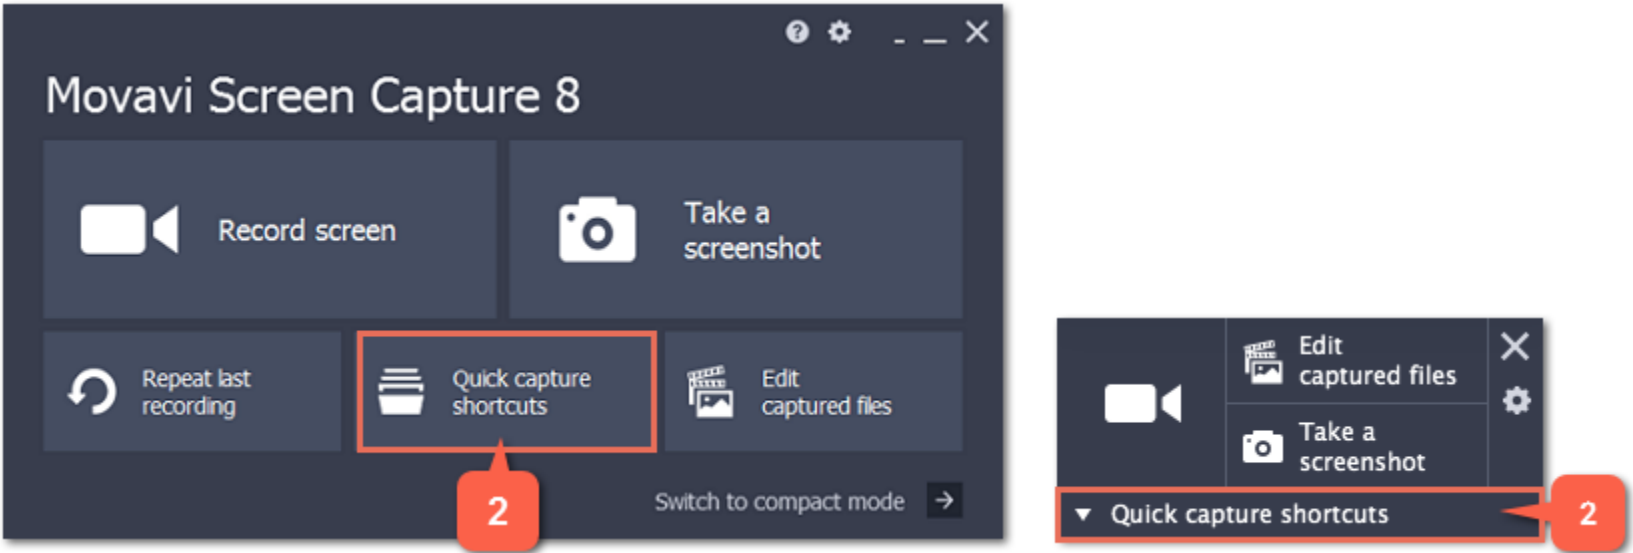 Movavi Screen Capture 8
Record screen
Take a
screenshot
Repeat last
recording
Quick capture
shortcuts
Edit
captured files
2
Switch to compact mode
Edit
captured files
Take a
screenshot
Quick capture shortcuts
2